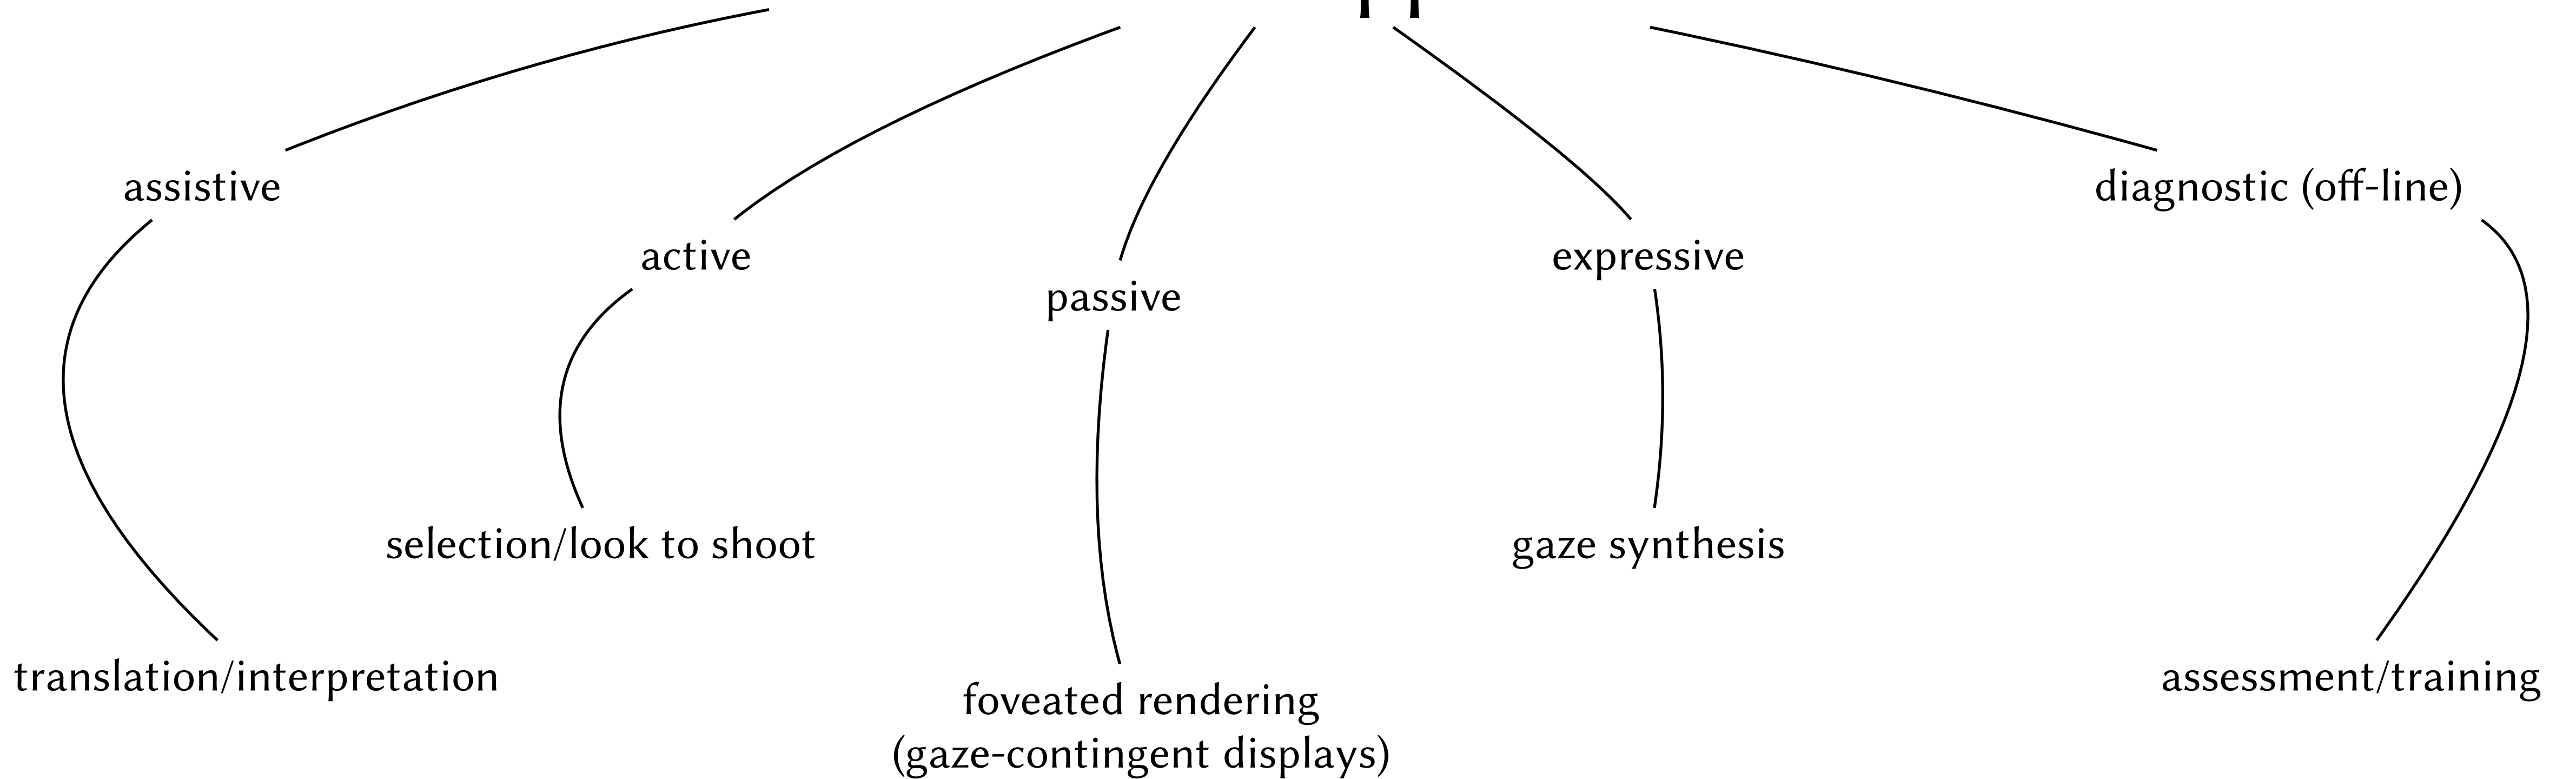 assistive
diagnostic (off-line)
active
expressive
passive
selection/look to shoot
gaze synthesis
translation/interpretation
assessment/training
foveated rendering
(gaze-contingent displays)